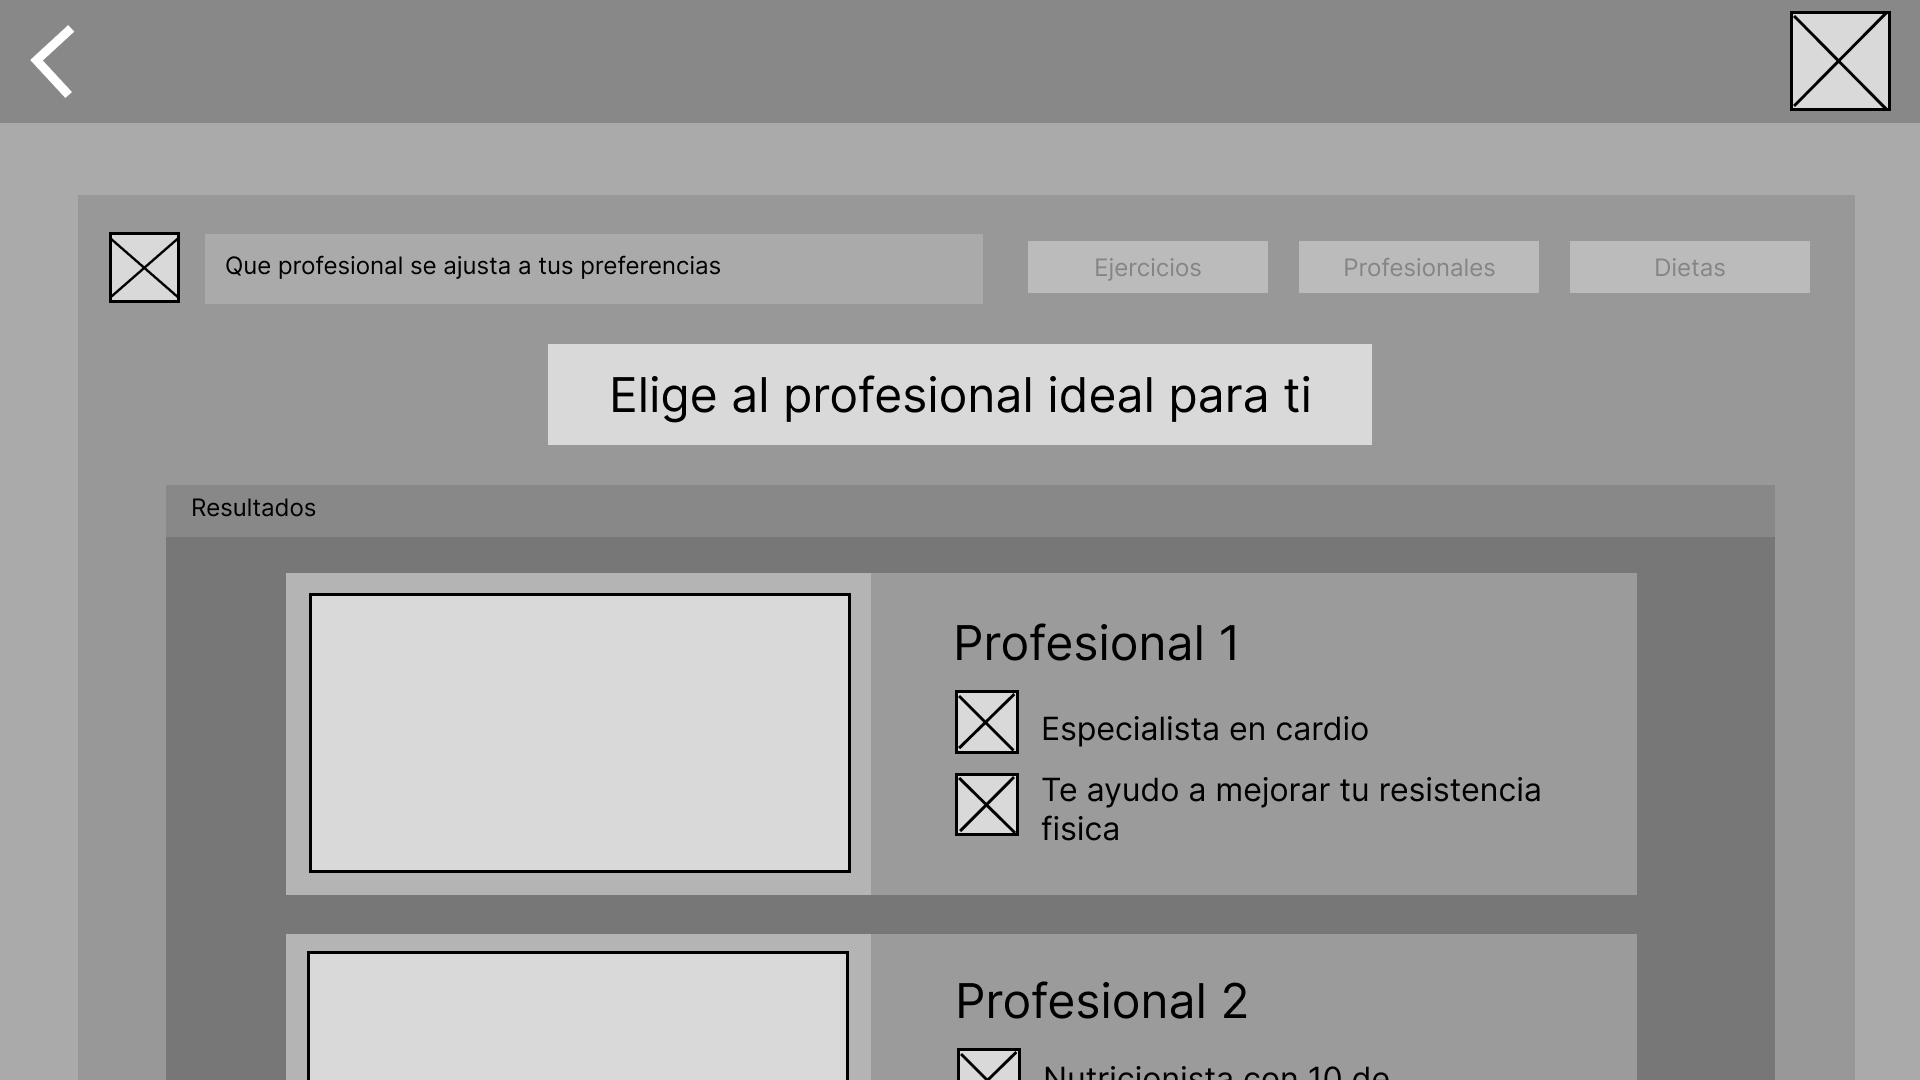 Que profesional se ajusta a tus preferencias
Ejercicios
Profesionales
Dietas
Elige al profesional ideal para ti
Resultados
Profesional 1
Especialista en cardio
Te ayudo a mejorar tu resistencia
fisica
Profesional 2
Nutricionista con 10 de